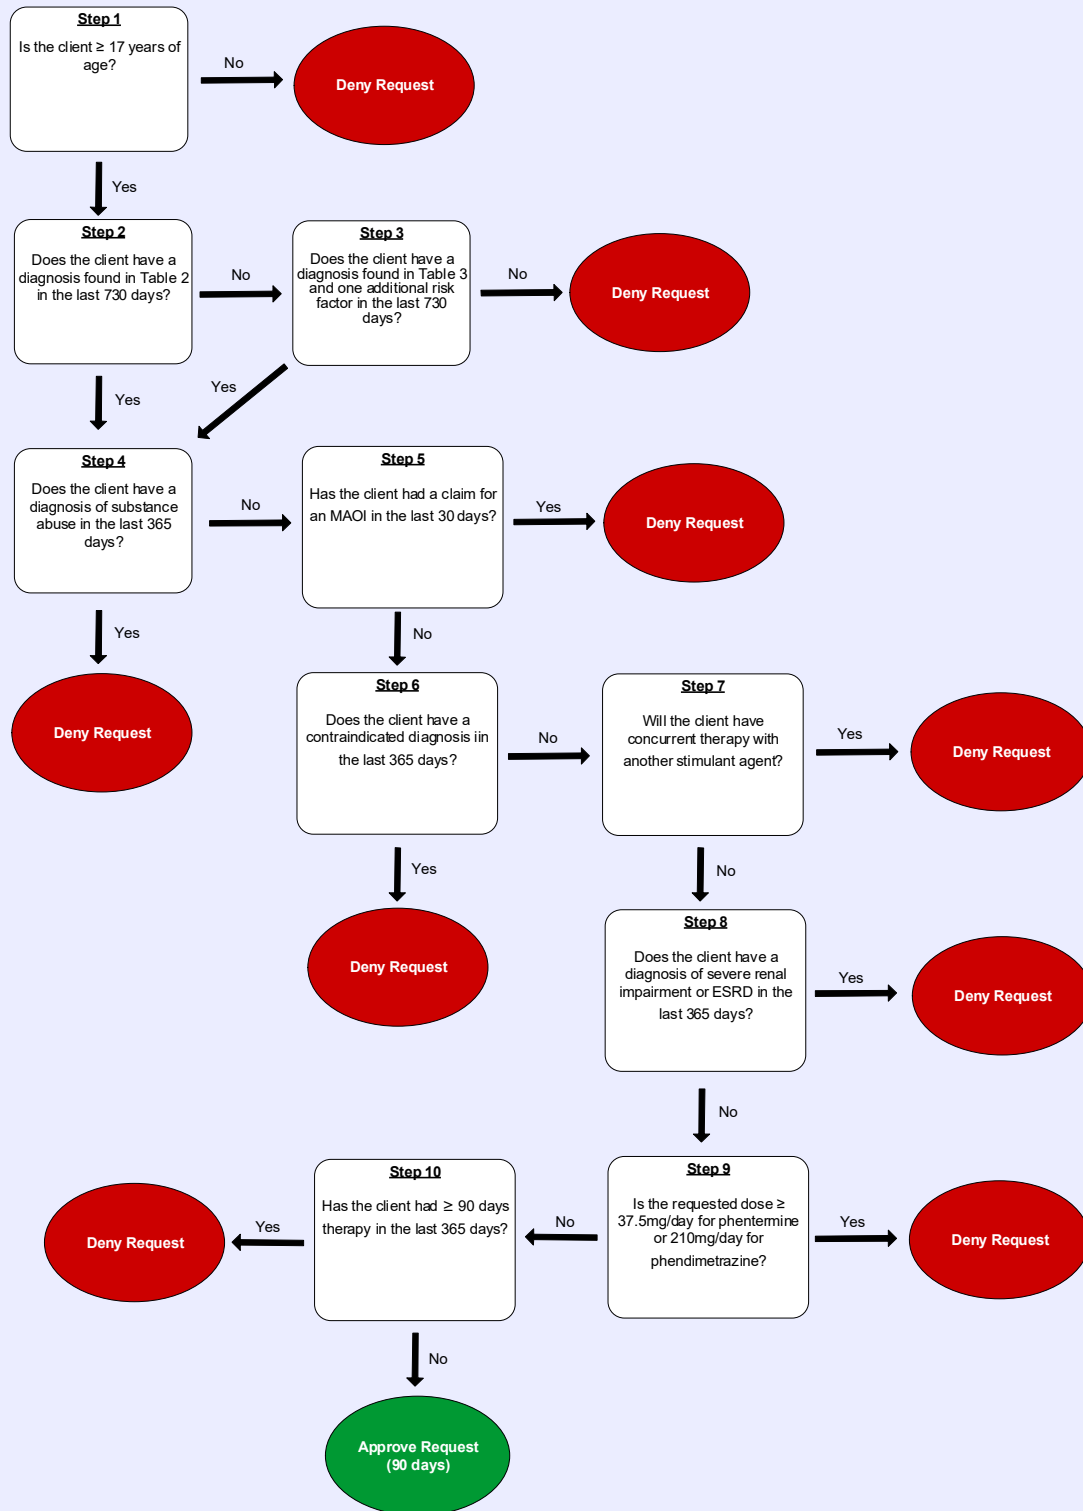 Step 1
Is the client ≥ 17 years of
age?
No
Deny Request
Yes
Step 2
Does the client have a
diagnosis found in Table 2
in the last 730 days?
No
Step 3
Does the client have a
diagnosis found in Table 3
and one additional risk
factor in the last 730
days?
No
Deny Request
Yes
Yes
Step 4
Does the client have a
diagnosis of substance
abuse in the last 365
days?
No
Step 5
Has the client had a claim for
an MAOI in the last 30 days?
Yes
Deny Request
Yes
Deny Request
No
Step 6
Does the client have a
contraindicated diagnosis iin
the last 365 days?
No
Step 7
Will the client have
concurrent therapy with
another stimulant agent?
Yes
Deny Request
Yes
Deny Request
No
Step 8
Does the client have a
diagnosis of severe renal
impairment or ESRD in the
last 365 days?
Yes
Deny Request
No
Step 9
Is the requested dose ≥
37.5mg/day for phentermine
or 210mg/day for
phendimetrazine?
Yes
Deny Request
No
Step 10
Has the client had ≥ 90 days
therapy in the last 365 days?
Yes
Deny Request
No
Approve Request
(90 days)